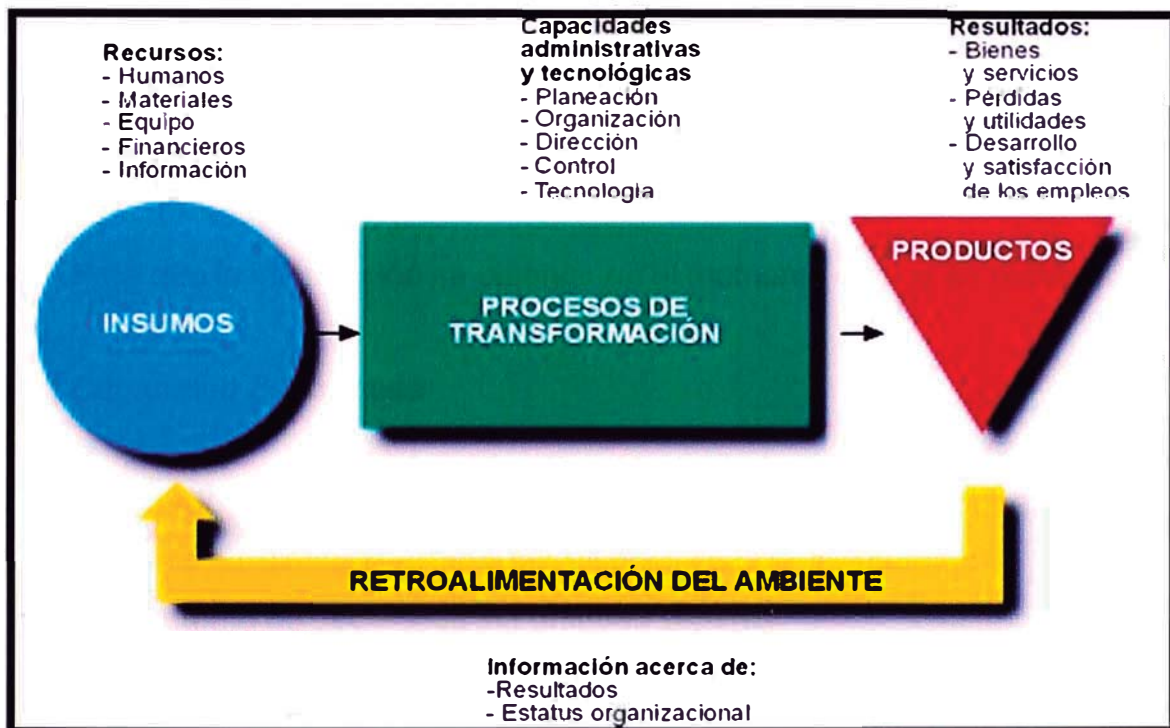 Recursos:
- Humanos
- Materiales
- Equipo
- Financieros
- Información
Capacidades
administrativas
y tecnológicas
- Planeación
- Organización
- Dirección
- Control
- Tecnologia
Resultados:
- Bienes
y servicios
- Pérdidas
y utilidades
- Desarrollo
y satisfacción
de los empleos
INSUMOS
PROCESOS DE
TRANSFORMACIÓN
PRODUCTOS
RETROALIMENTACIÓN DEL AMBIENTE
Información acerca de:
-Resultados
- Estatus organizacional